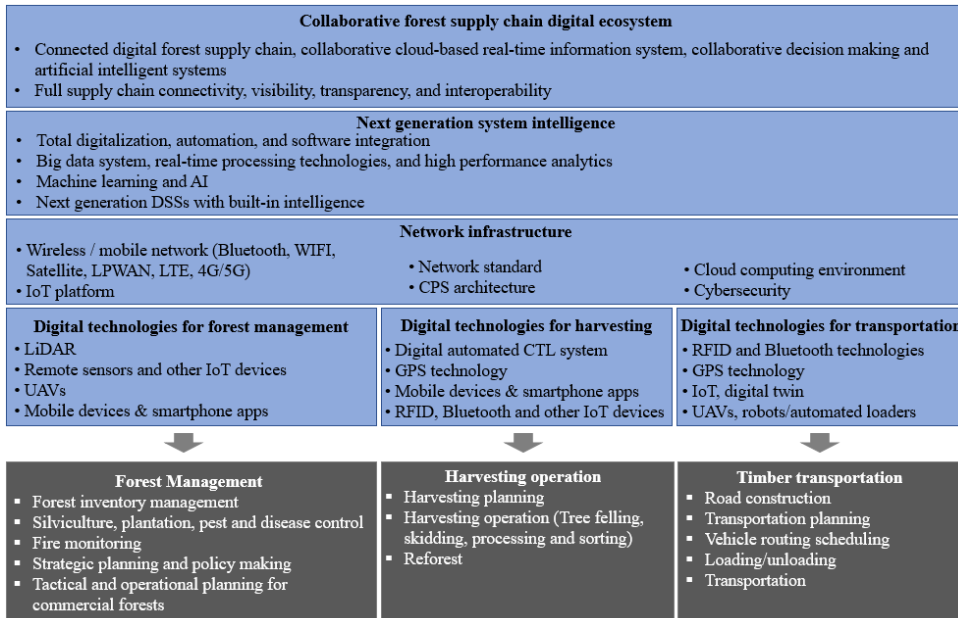 Collaborative forest supply chain digital ecosystem
• Connected digital forest supply chain, collaborative cloud-based real-time information system, collaborative decision making and
artificial intelligent systems
• Full supply chain connectivity, visibility, transparency, and interoperability
Next generation system intelligence
• Total digitalization, automation, and software integration
• Big data system, real-time processing technologies, and high performance analytics
• Machine learning and AI
• Next generation DSSs with built-in intelligence
Network infrastructure
• Wireless / mobile network (Bluetooth, WIFI,
Satellite, LPWAN, LTE, 4G/5G)
• IoT platform
• Network standard
• CPS architecture
• Cloud computing environment
• Cybersecurity
Digital technologies for forest management
• LiDAR
• Remote sensors and other IoT devices
• UAVs
• Mobile devices & smartphone apps
Digital technologies for harvesting
• Digital automated CTL system
• GPS technology
• Mobile devices & smartphone apps
• RFID, Bluetooth and other IoT devices
Digital technologies for transportation
• RFID and Bluetooth technologies
• GPS technology
• IoT, digital twin
• UAVs, robots/automated loaders
Forest Management
▪ Forest inventory management
▪ Silviculture, plantation, pest and disease control
▪ Fire monitoring
▪ Strategic planning and policy making
▪ Tactical and operational planning for
commercial forests
Harvesting operation
▪ Harvesting planning
▪ Harvesting operation (Tree felling,
skidding, processing and sorting)
▪ Reforest
Timber transportation
▪ Road construction
▪ Transportation planning
▪ Vehicle routing scheduling
▪ Loading/unloading
▪ Transportation